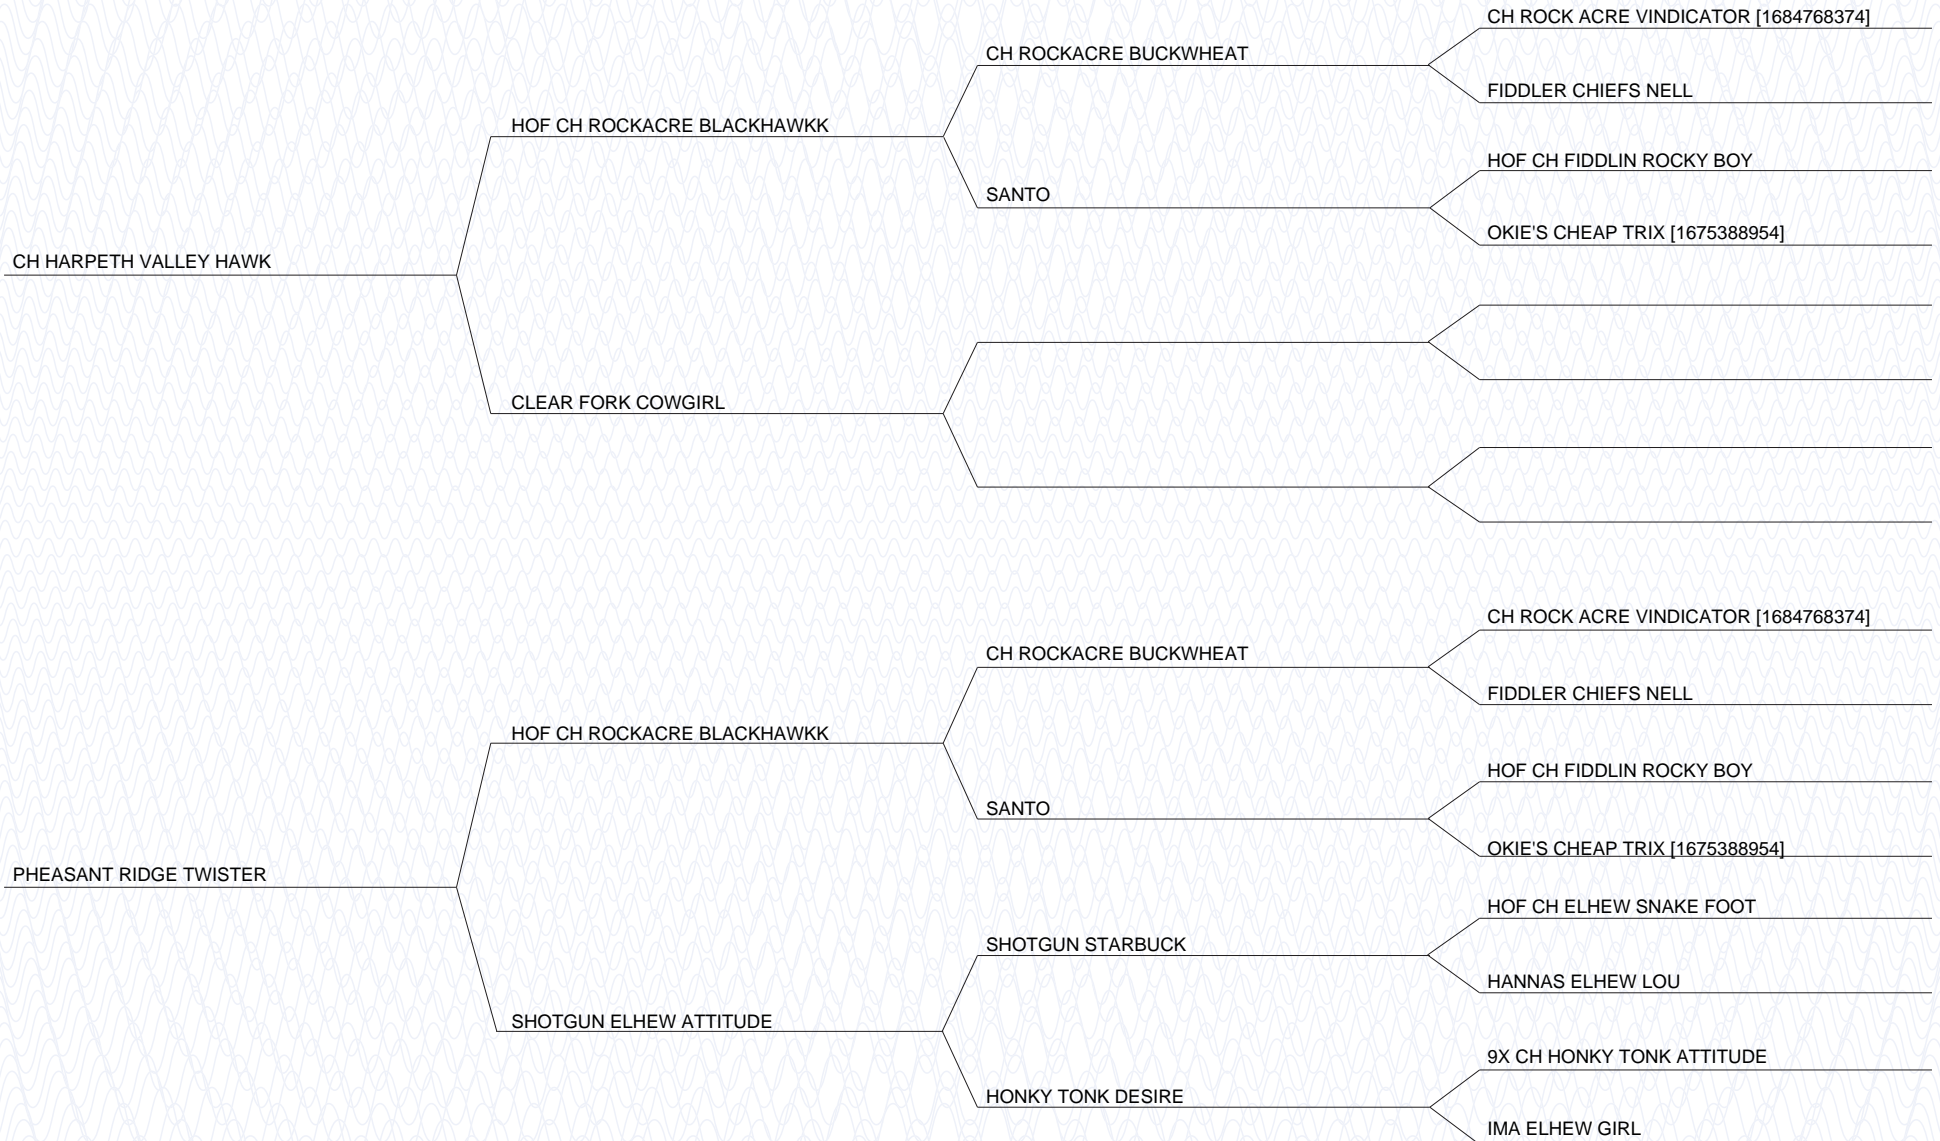 CH ROCK ACRE VINDICATOR [1684768374]
CH ROCKACRE BUCKWHEAT
FIDDLER CHIEFS NELL
HOF CH ROCKACRE BLACKHAWKK
HOF CH FIDDLIN ROCKY BOY
SANTO
OKIE'S CHEAP TRIX [1675388954]
CH HARPETH VALLEY HAWK
CLEAR FORK COWGIRL
CH ROCK ACRE VINDICATOR [1684768374]
CH ROCKACRE BUCKWHEAT
FIDDLER CHIEFS NELL
HOF CH ROCKACRE BLACKHAWKK
HOF CH FIDDLIN ROCKY BOY
SANTO
OKIE'S CHEAP TRIX [1675388954]
PHEASANT RIDGE TWISTER
HOF CH ELHEW SNAKE FOOT
SHOTGUN STARBUCK
HANNAS ELHEW LOU
SHOTGUN ELHEW ATTITUDE
9X CH HONKY TONK ATTITUDE
HONKY TONK DESIRE
IMA ELHEW GIRL